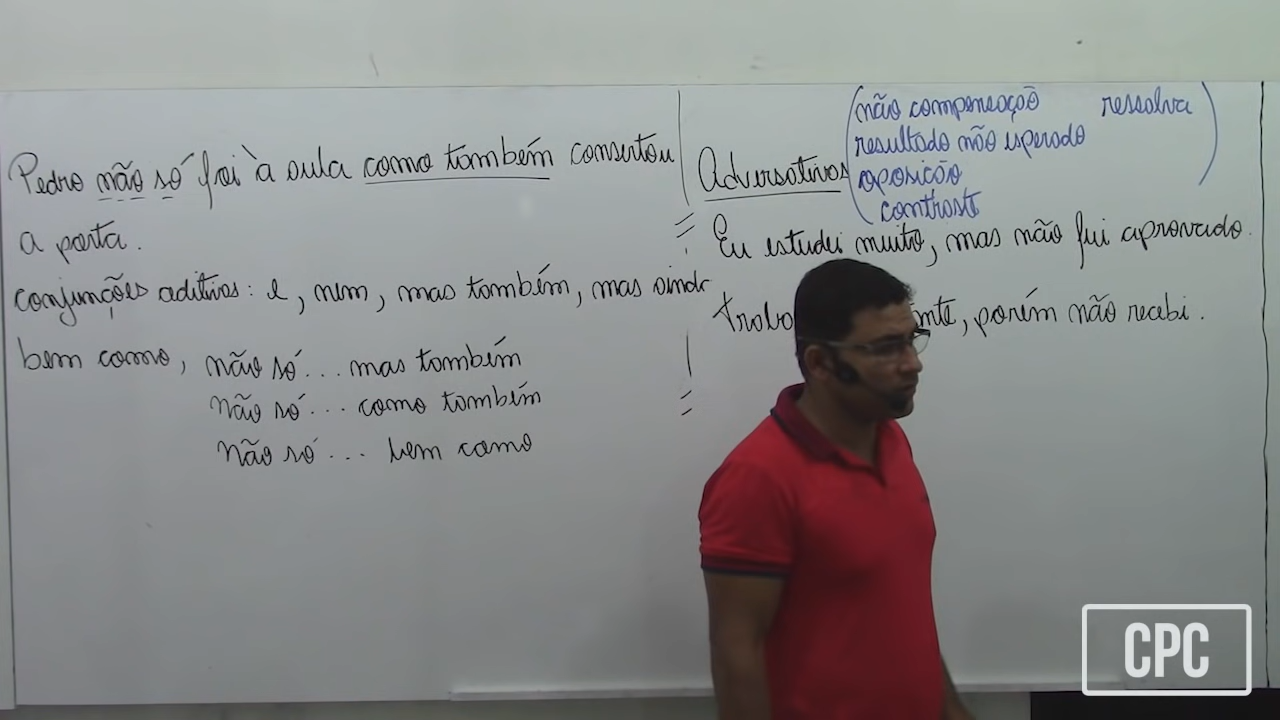 Pedro não só foi à aula como também consertou
a porta.
conjunções aditivas: e, nem, mas também, mas ainda
bem como, não só... mas também
não só... como também
não só... bem como
não compensação ressalva
resultado não esperado
Adversativas oposição
contraste
Eu estudei muito, mas não fui aprovado.
porém não recebi.
CPC